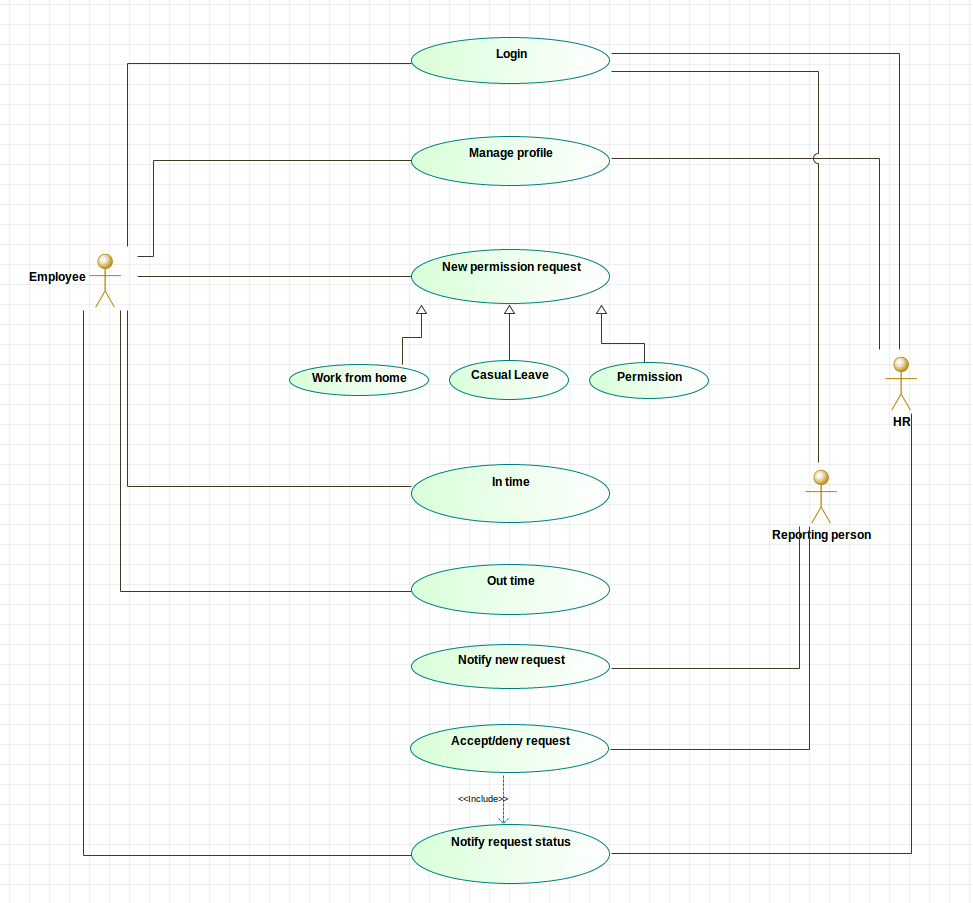 Login
Manage profile
New permission request
Employee
Work from home
Casual Leave
Permission
HR
In time
Reporting person
Out time
Notify new request
Accept/deny request
<<Include>>
Notify request status